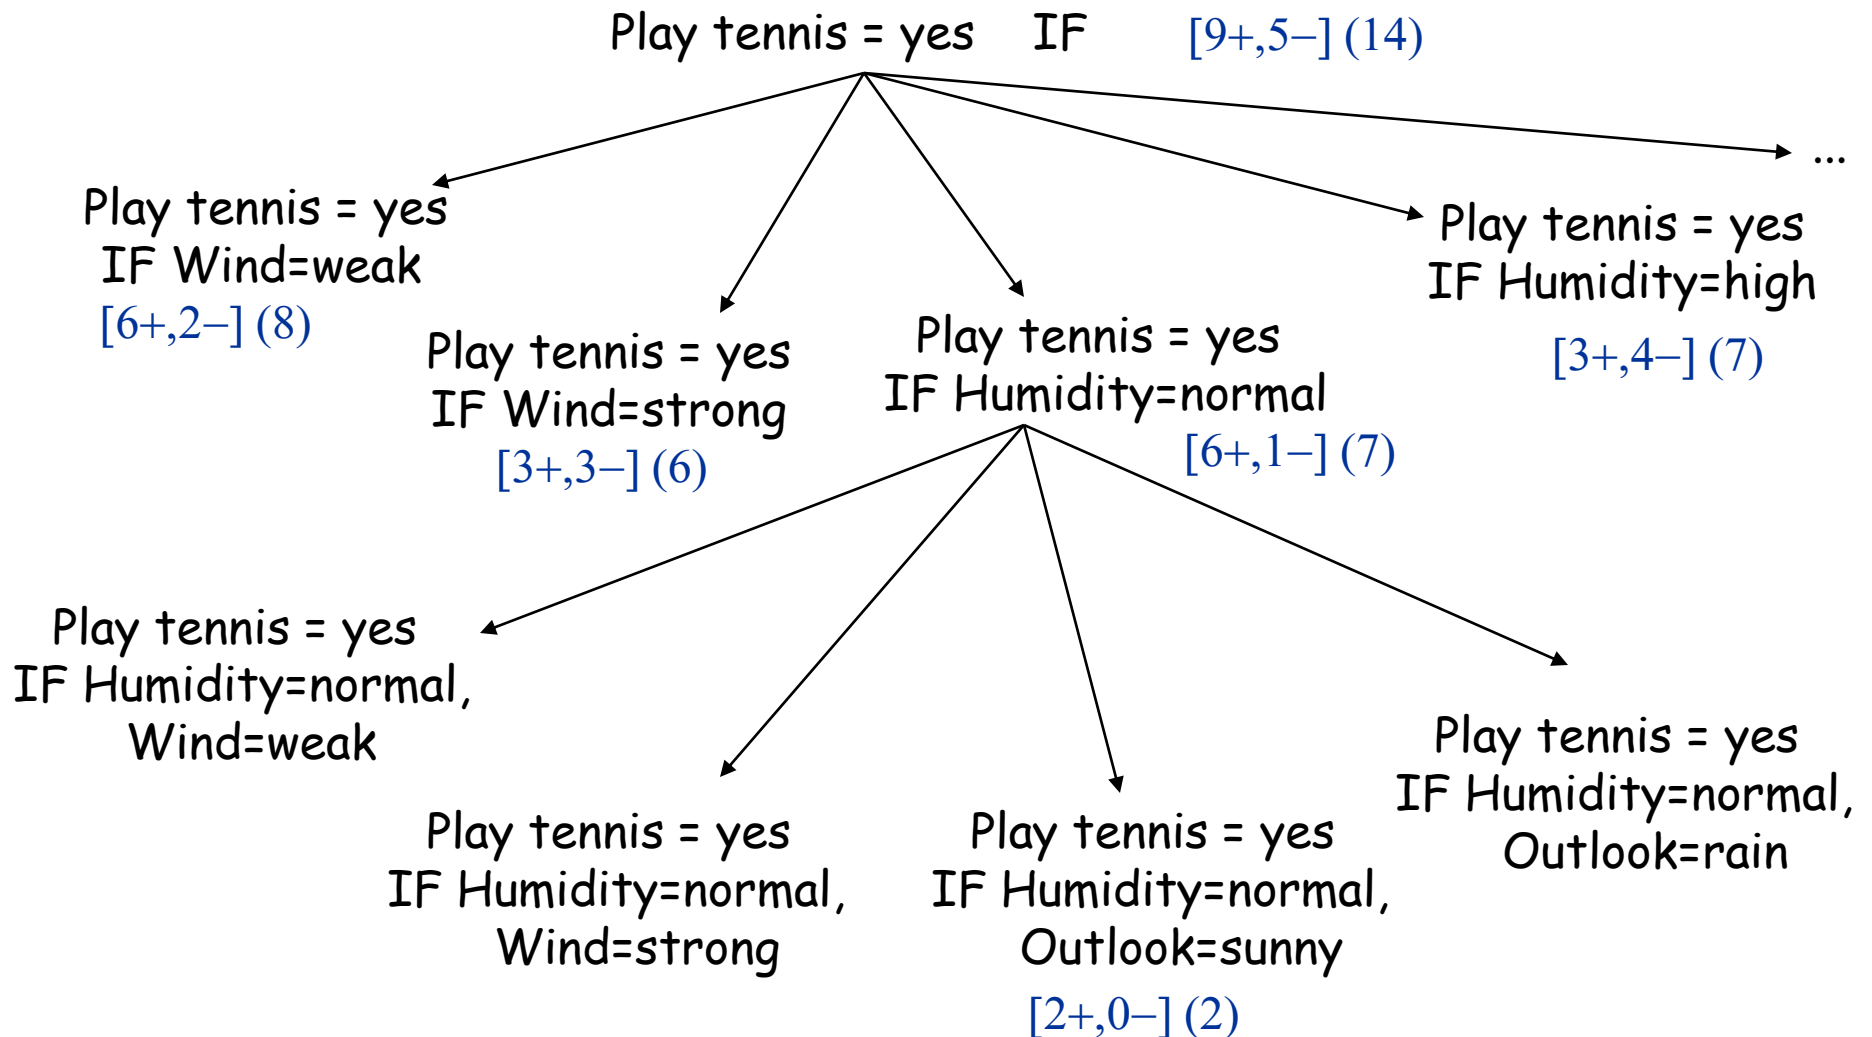 Play tennis = yes IF [9+,5−] (14)
...
Play tennis = yes
IF Wind=weak
[6+,2−] (8)
Play tennis = yes
IF Wind=strong
[3+,3−] (6)
Play tennis = yes
IF Humidity=normal
[6+,1−] (7)
Play tennis = yes
IF Humidity=high
[3+,4−] (7)
Play tennis = yes
IF Humidity=normal,
Wind=weak
Play tennis = yes
IF Humidity=normal,
Wind=strong
Play tennis = yes
IF Humidity=normal,
Outlook=sunny
[2+,0−] (2)
Play tennis = yes
IF Humidity=normal,
Outlook=rain